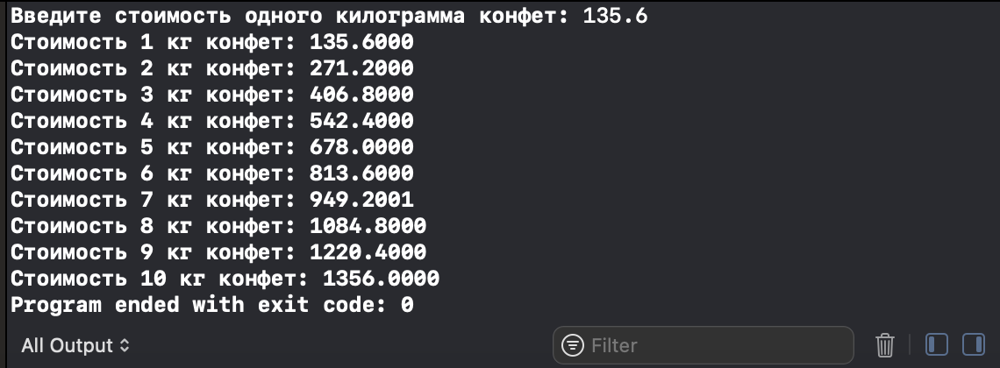 Введите стоимость одного килограмма конфет: 135.6
Стоимость 1 кг конфет: 135.6000
Стоимость 2 кг конфет: 271.2000
Стоимость 3 кг конфет: 406.8000
Стоимость 4 кг конфет: 542.4000
Стоимость 5 кг конфет: 678.0000
Стоимость 6 кг конфет: 813.6000
Стоимость 7 кг конфет: 949.2001
Стоимость 8 кг конфет: 1084.8000
Стоимость 9 кг конфет: 1220.4000
Стоимость 10 кг конфет: 1356.0000
Program ended with exit code: 0
All Output
Filter